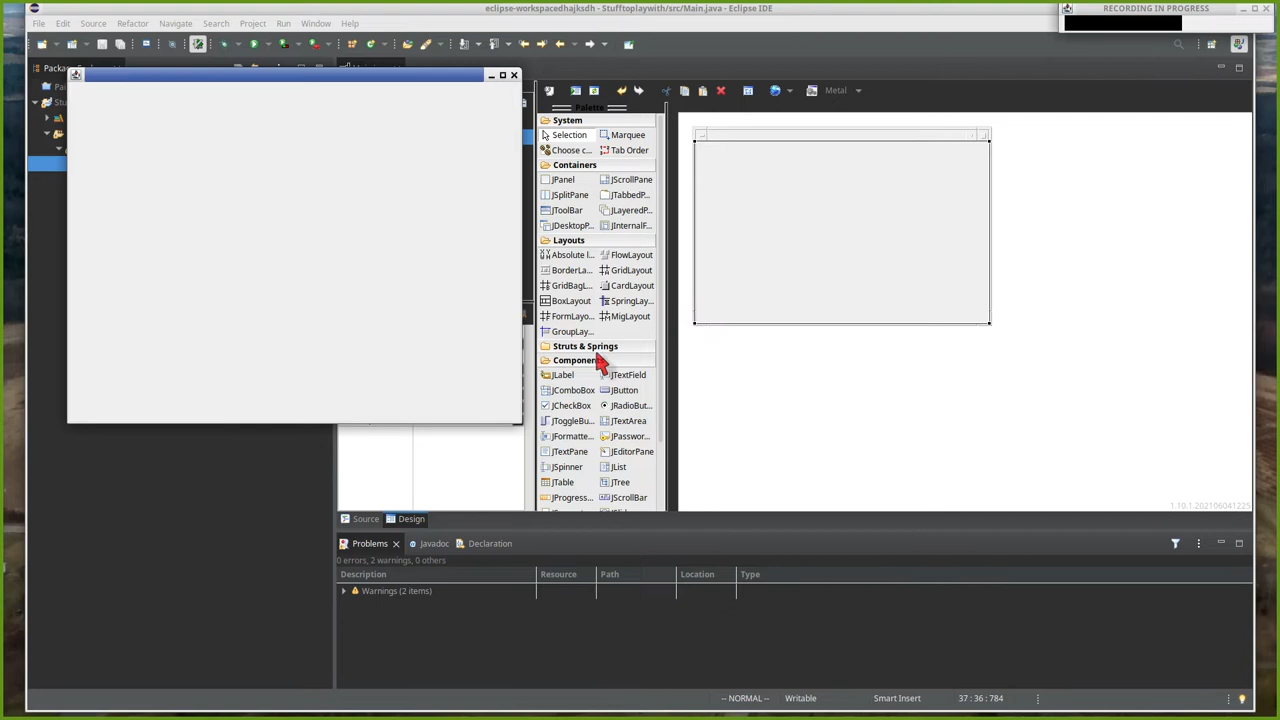 eclipse-workspacedhajksdh - Stufftoplaywith/src/Main.java - Eclipse IDE
RECORDING IN PROGRESS
File Edit Source Refactor Navigate Search Project Run Window Help
Metal
Palette
System
Selection Marquee
Choose c... Tab Order
Containers
JPanel JScrollPane
JSplitPane JTabbedP...
JToolBar JLayeredP...
JDesktopP... JInternalF...
Layouts
Absolute l... FlowLayout
BorderLa... GridLayout
GridBagL... CardLayout
BoxLayout SpringLay...
FormLayo... MigLayout
GroupLay...
Struts & Springs
Componen
JLabel JTextField
JComboBox JButton
JCheckBox JRadioBut...
JToggleBu... JTextArea
JFormatte... JPasswor...
JTextPane JEditorPane
JSpinner JList
JTable JTree
JProgress... JScrollBar
1.10.1.202106041225
Source Design
Problems Javadoc Declaration
0 errors, 2 warnings, 0 others
Description Resource Path Location Type
Warnings (2 items)
-- NORMAL -- Writable Smart Insert 37 : 36 : 784